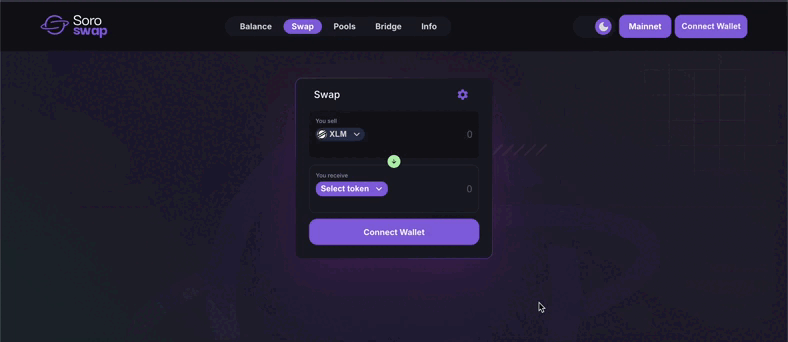 Soro
swap
Balance Swap Pools Bridge Info
Mainnet Connect Wallet
Swap
You sell
XLM 0
You receive
Select token 0
Connect Wallet